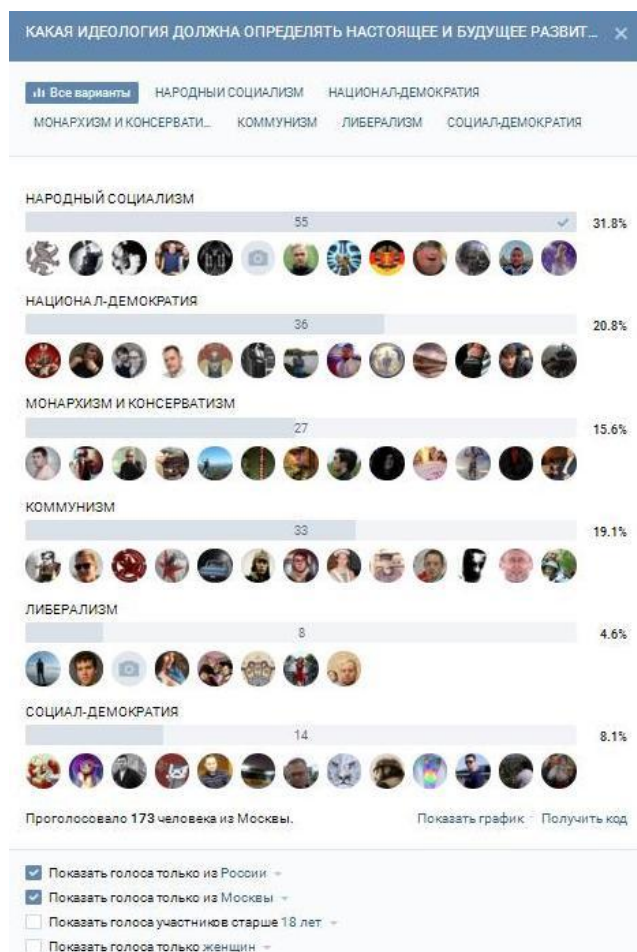 КАКАЯ ИДЕОЛОГИЯ ДОЛЖНА ОПРЕДЕЛЯТЬ НАСТОЯЩЕЕ И БУДУЩЕЕ РАЗВИТ...
Все варианты НАРОДНЫЙ СОЦИАЛИЗМ НАЦИОНАЛ-ДЕМОКРАТИЯ
МОНАРХИЗМ И КОНСЕРВАТИ... КОММУНИЗМ ЛИБЕРАЛИЗМ СОЦИАЛ-ДЕМОКРАТИЯ
НАРОДНЫЙ СОЦИАЛИЗМ
55 31.8%
НАЦИОНАЛ-ДЕМОКРАТИЯ
36 20.8%
МОНАРХИЗМ И КОНСЕРВАТИЗМ
27 15.6%
КОММУНИЗМ
33 19.1%
ЛИБЕРАЛИЗМ
8 4.6%
СОЦИАЛ-ДЕМОКРАТИЯ
14 8.1%
Проголосовало 173 человека из Москвы. Показать график · Получить код
Показать голоса только из России
Показать голоса только из Москвы
Показать голоса участников старше 18 лет
Показать голоса только женщин